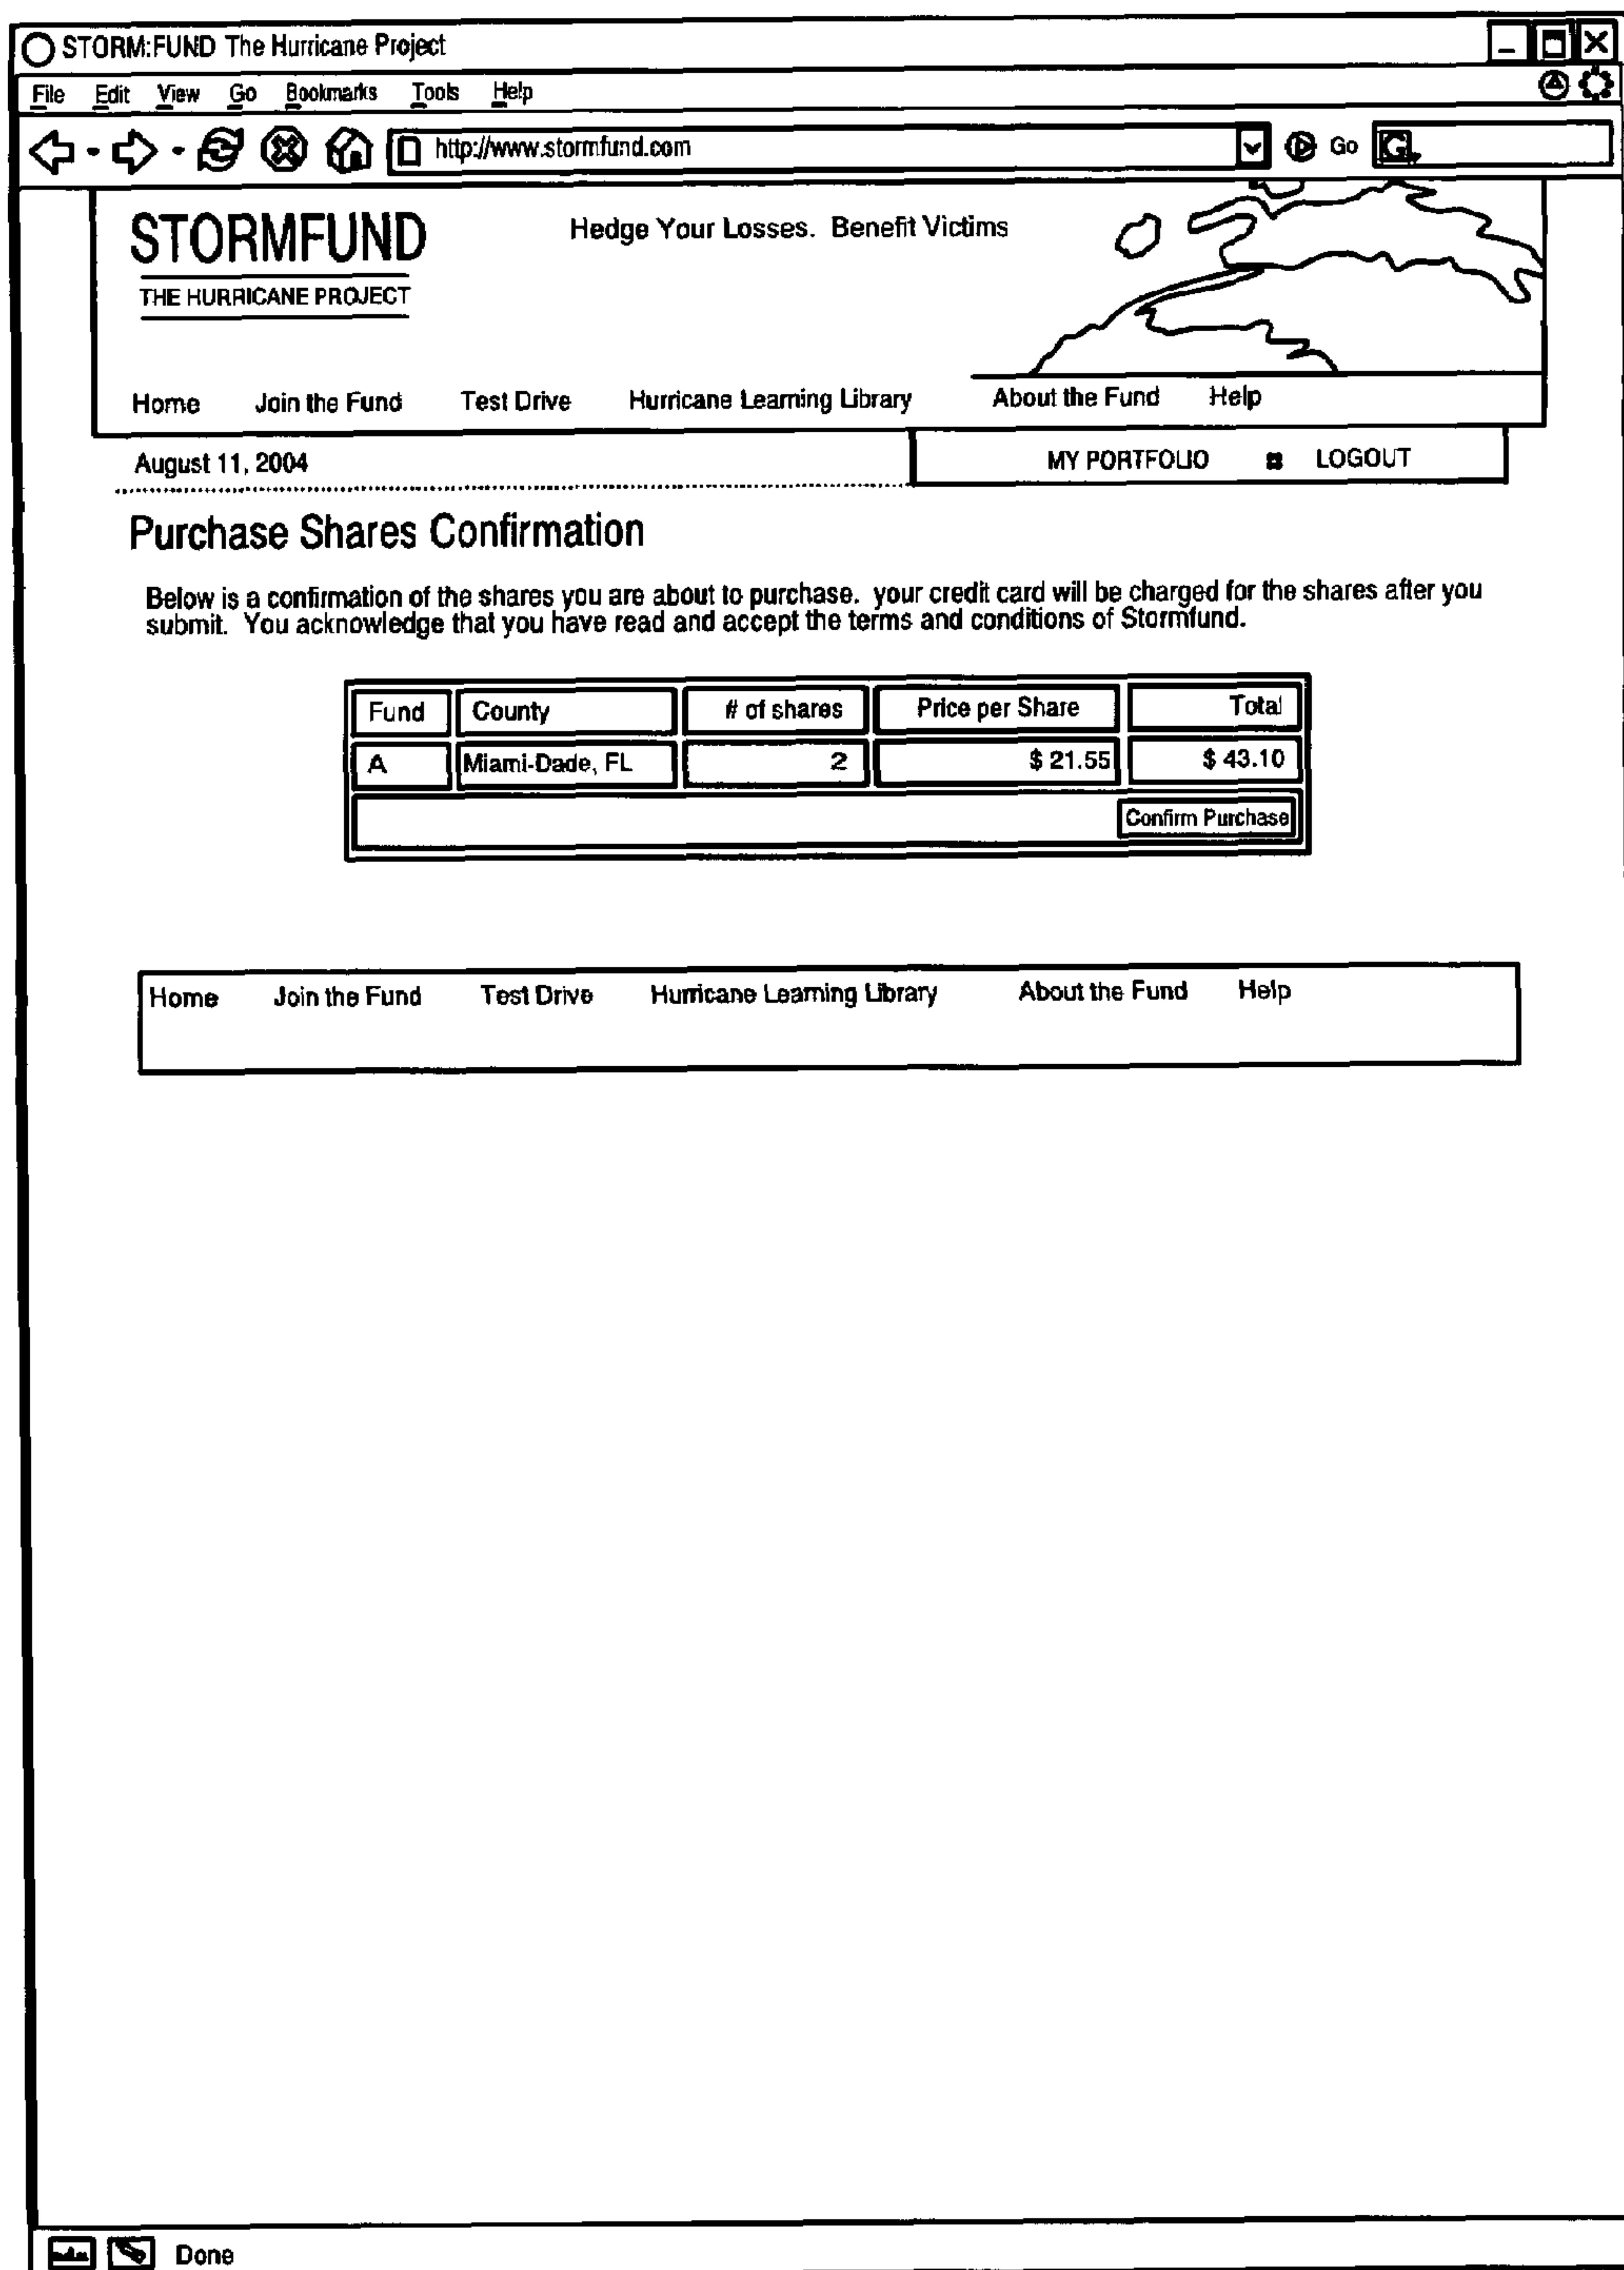 STORM:FUND The Hurricane Project
File Edit View Go Bookmarks Tools Help
http://www.stormfund.com Go G
STORMFUND
Hedge Your Losses. Benefit Victims
THE HURRICANE PROJECT
Home Join the Fund Test Drive Hurricane Learning Library About the Fund Help
August 11, 2004 MY PORTFOLIO LOGOUT
Purchase Shares Confirmation
Below is a confirmation of the shares you are about to purchase. your credit card will be charged for the shares after you
submit. You acknowledge that you have read and accept the terms and conditions of Stormfund.
Fund County # of shares Price per Share Total
A Miami-Dade, FL 2 $ 21.55 $ 43.10
Confirm Purchase
Home Join the Fund Test Drive Hurricane Learning Library About the Fund Help
Done